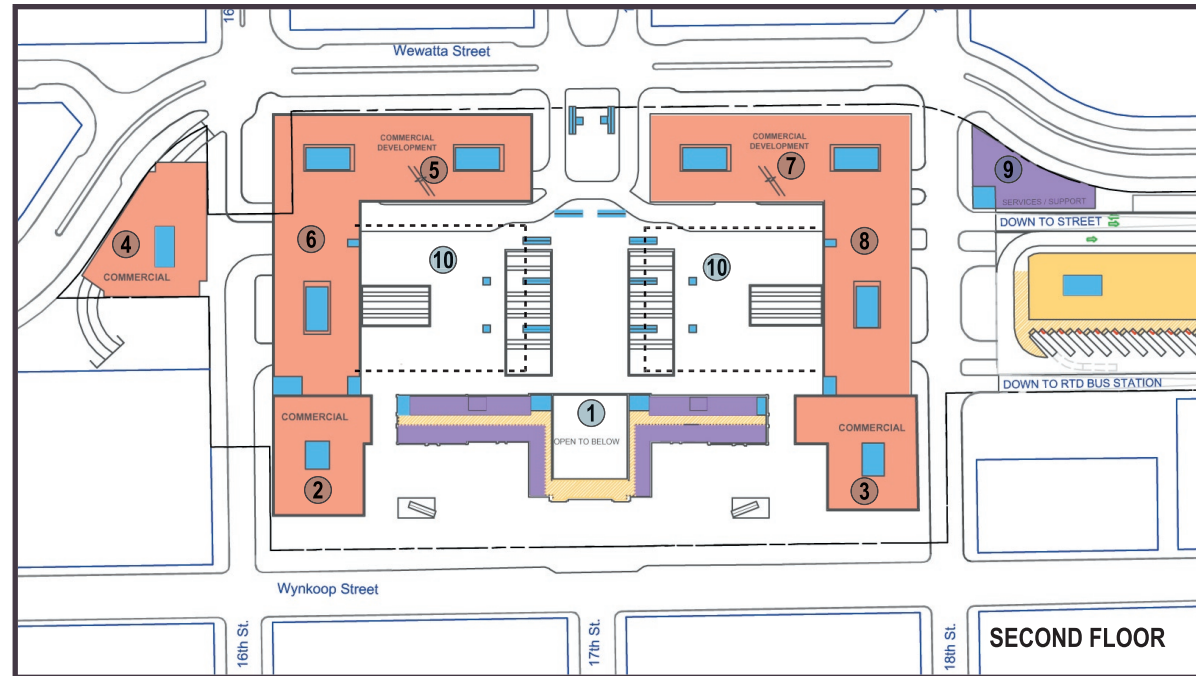 16
Wewatta Street
COMMERCIAL
DEVELOPMENT
5
COMMERCIAL
DEVELOPMENT
7
9
SERVICES / SUPPORT
DOWN TO STREET
4
COMMERCIAL
6
10
10
8
DOWN TO RTD BUS STATION
COMMERCIAL
2
1
OPEN TO BELOW
COMMERCIAL
3
Wynkoop Street
16th St.
17th St.
18th St.
SECOND FLOOR